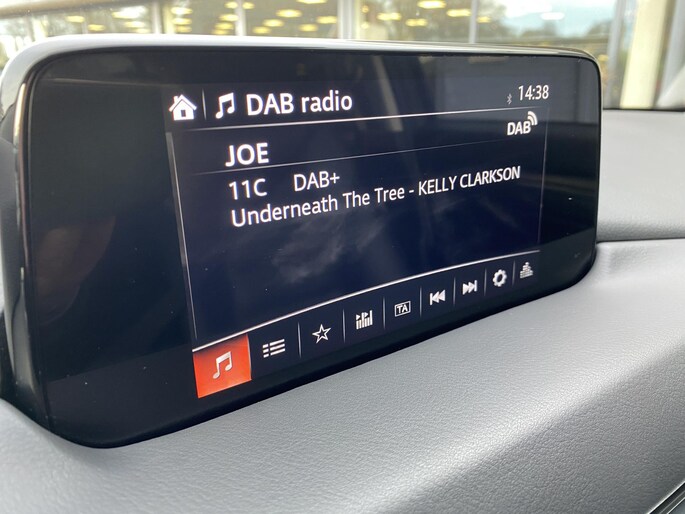 DAB radio
14:38
DAB
JOE
11C DAB+
Underneath The Tree - KELLY CLARKSON
TA